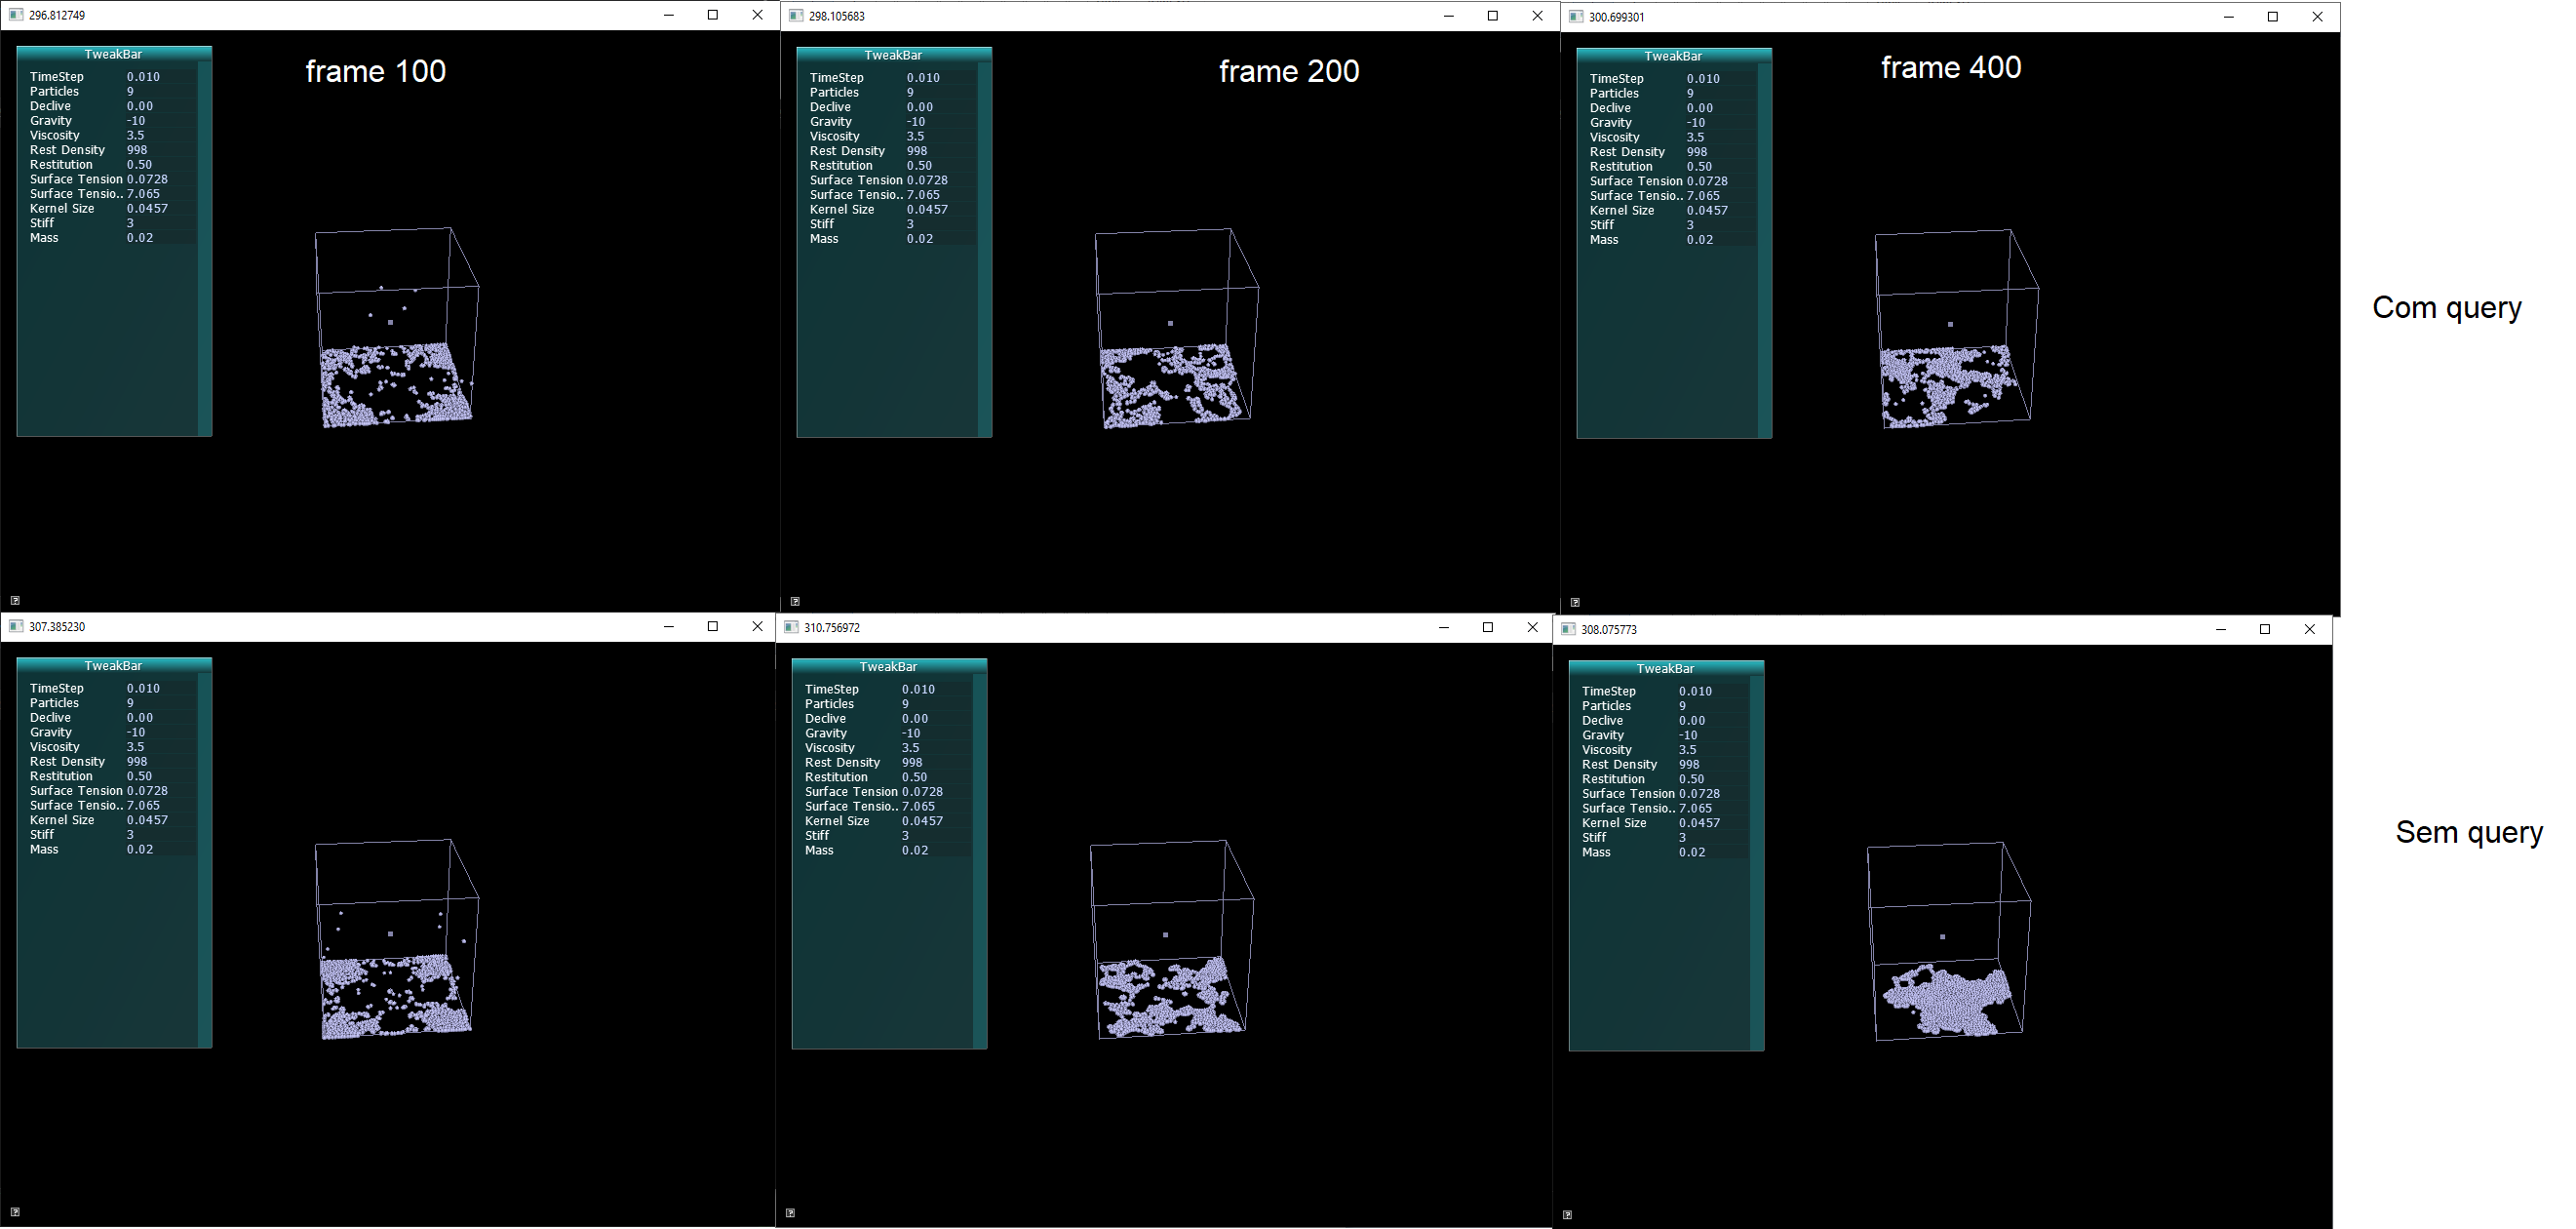 296.812749
TweakBar
frame 100
TimeStep 0.010
Particles 9
Declive 0.00
Gravity -10
Viscosity 3.5
Rest Density 998
Restitution 0.50
Surface Tension 0.0728
Surface Tensio.. 7.065
Kernel Size 0.0457
Stiff 3
Mass 0.02
?
298.105683
TweakBar
frame 200
TimeStep 0.010
Particles 9
Declive 0.00
Gravity -10
Viscosity 3.5
Rest Density 998
Restitution 0.50
Surface Tension 0.0728
Surface Tensio.. 7.065
Kernel Size 0.0457
Stiff 3
Mass 0.02
?
300.699301
TweakBar
frame 400
TimeStep 0.010
Particles 9
Declive 0.00
Gravity -10
Viscosity 3.5
Rest Density 998
Restitution 0.50
Surface Tension 0.0728
Surface Tensio.. 7.065
Kernel Size 0.0457
Stiff 3
Mass 0.02
?
Com query
307.385230
TweakBar
TimeStep 0.010
Particles 9
Declive 0.00
Gravity -10
Viscosity 3.5
Rest Density 998
Restitution 0.50
Surface Tension 0.0728
Surface Tensio.. 7.065
Kernel Size 0.0457
Stiff 3
Mass 0.02
?
310.756972
TweakBar
TimeStep 0.010
Particles 9
Declive 0.00
Gravity -10
Viscosity 3.5
Rest Density 998
Restitution 0.50
Surface Tension 0.0728
Surface Tensio.. 7.065
Kernel Size 0.0457
Stiff 3
Mass 0.02
?
308.075773
TweakBar
TimeStep 0.010
Particles 9
Declive 0.00
Gravity -10
Viscosity 3.5
Rest Density 998
Restitution 0.50
Surface Tension 0.0728
Surface Tensio.. 7.065
Kernel Size 0.0457
Stiff 3
Mass 0.02
?
Sem query